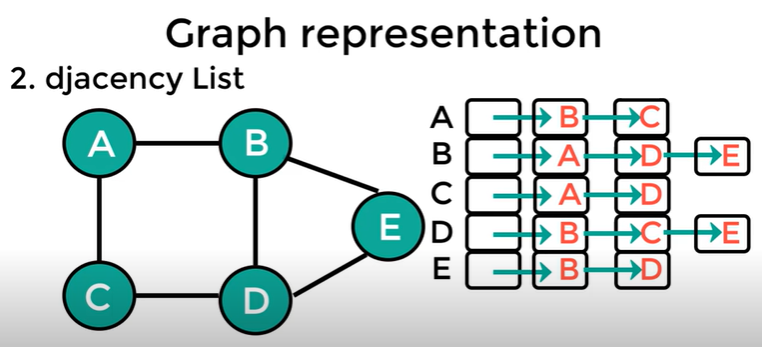 Graph representation
2. djacency List
A B
E
C D
A B C
B A D E
C A D
D B C E
E B D